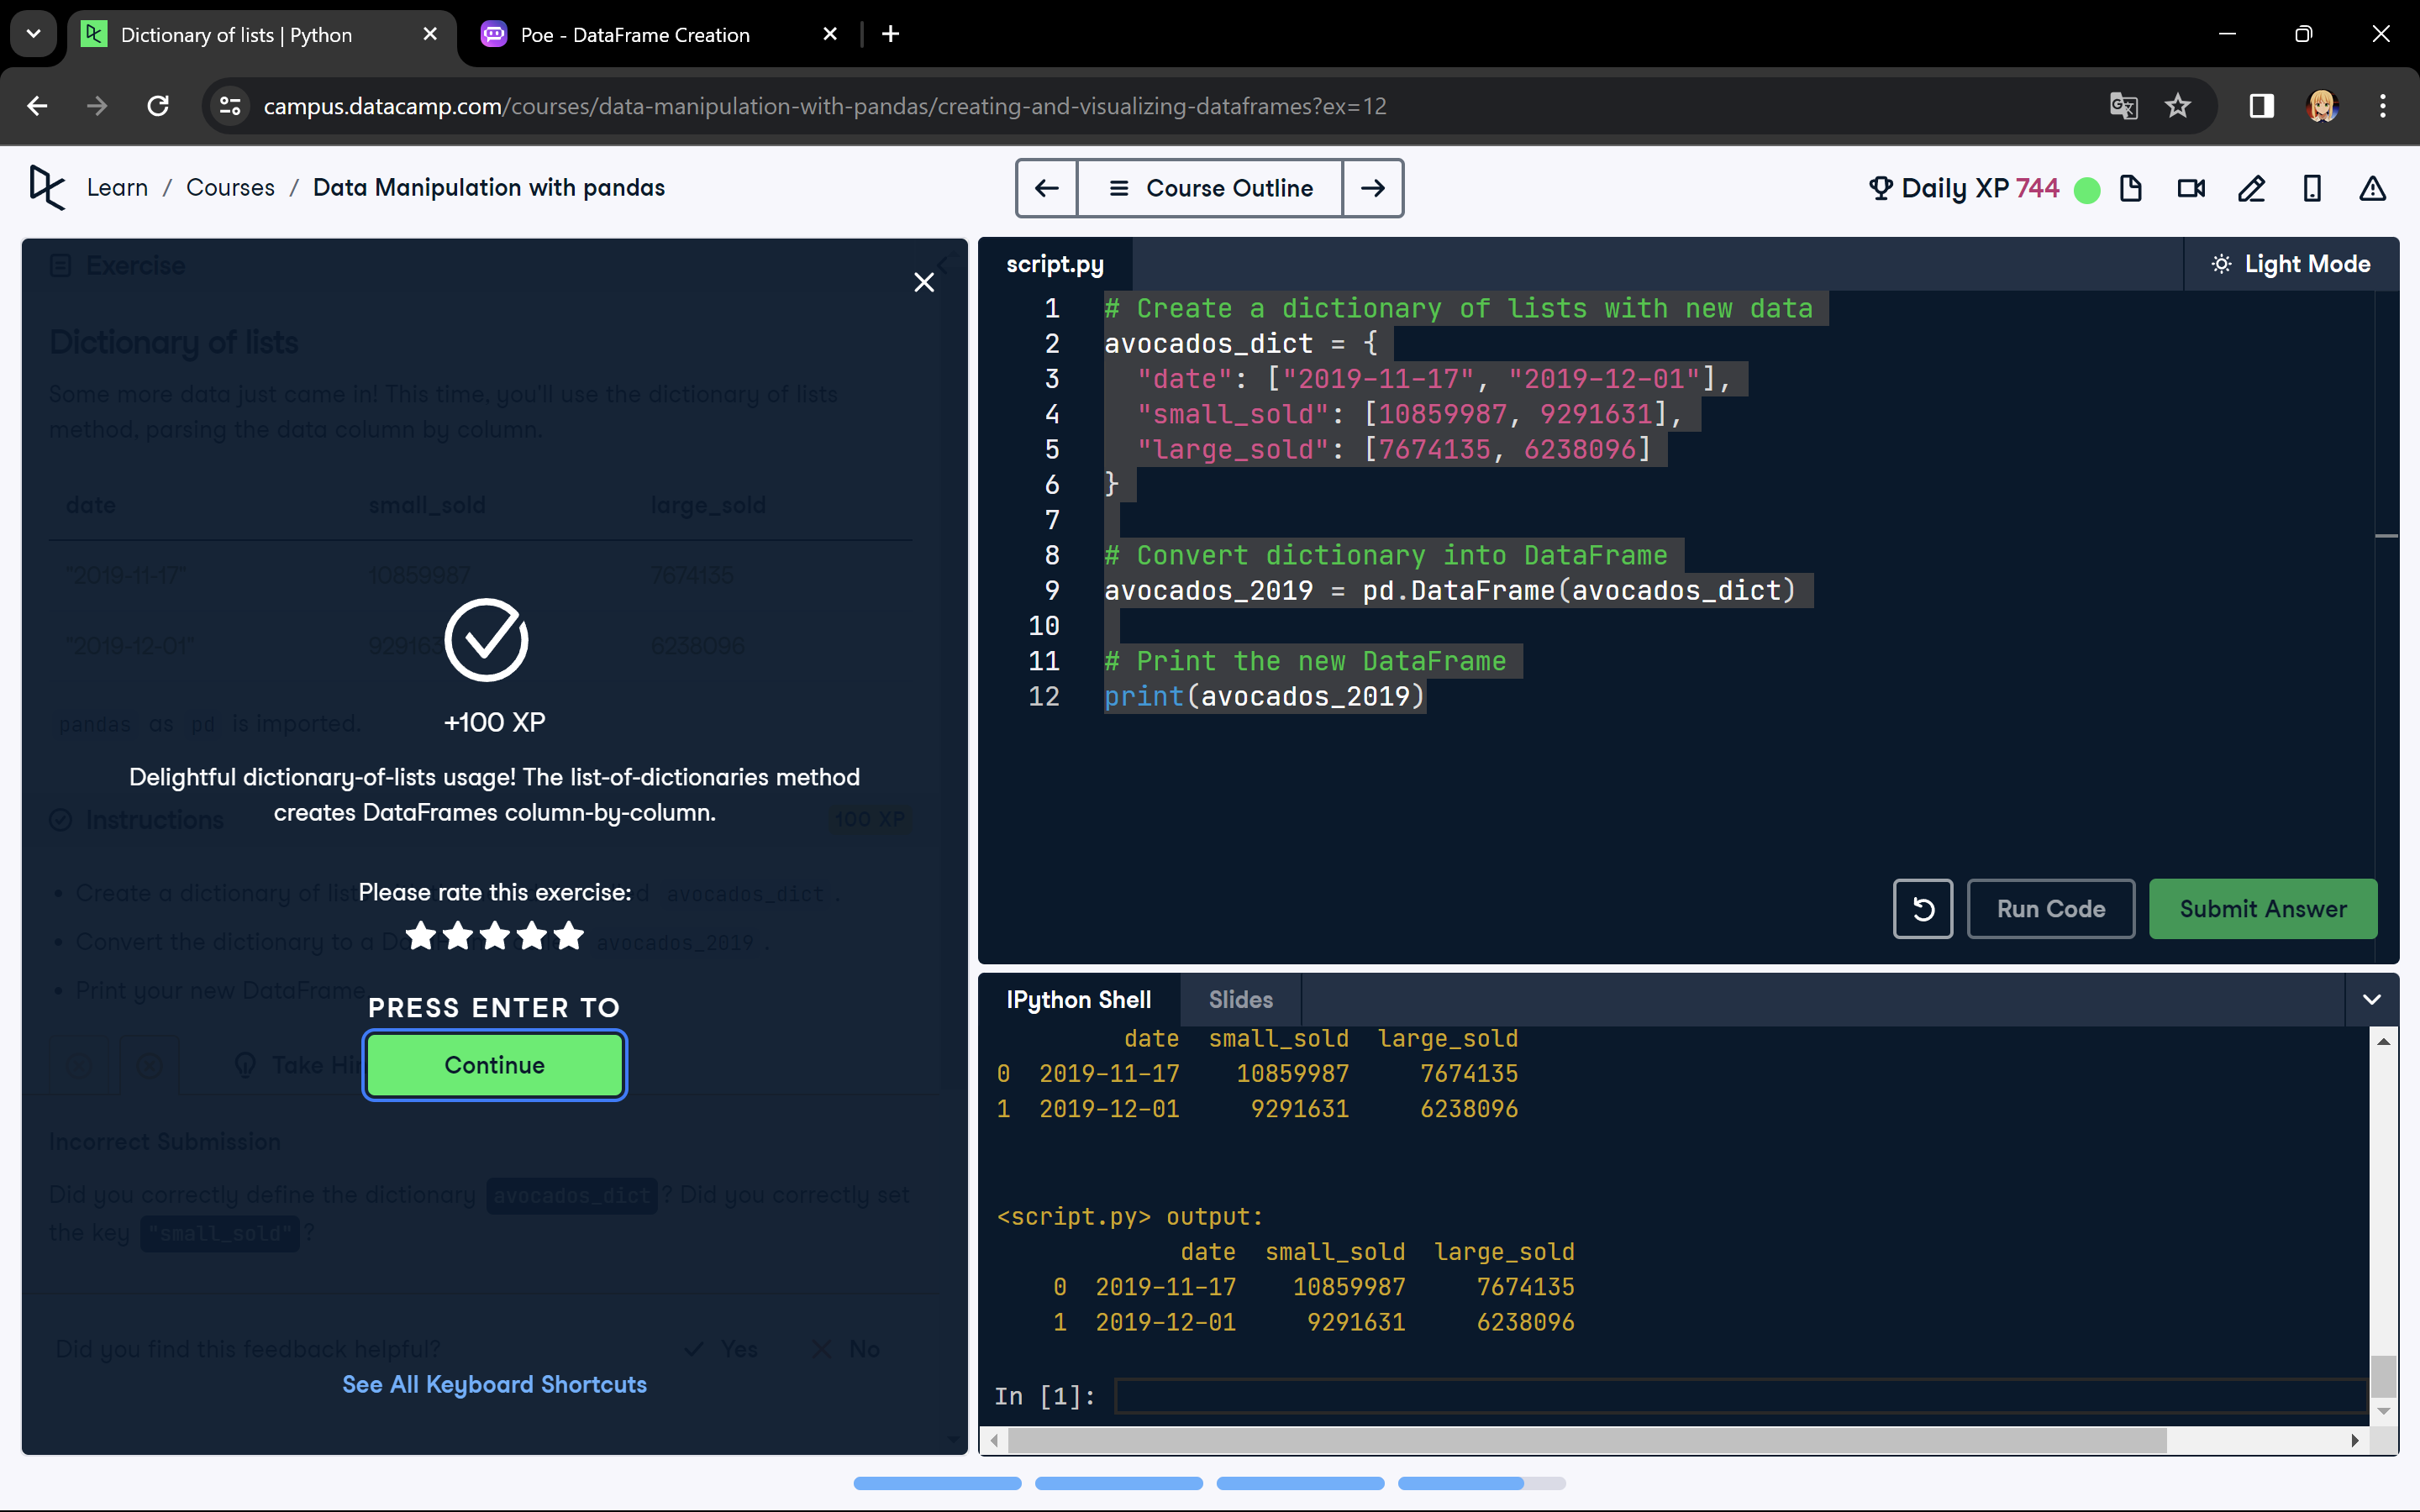 Dictionary of lists | Python
Poe - DataFrame Creation
campus.datacamp.com/courses/data-manipulation-with-pandas/creating-and-visualizing-dataframes?ex=12
Learn / Courses / Data Manipulation with pandas
Course Outline
Daily XP 744
Exercise
Dictionary of lists
Some more data just came in! This time, you'll use the dictionary of lists
method, parsing the data column by column.
date small_sold large_sold
"2019-11-17" 10859987 7674135
"2019-12-01" 929163 6238096
pandas as pd is imported.
+100 XP
Delightful dictionary-of-lists usage! The list-of-dictionaries method
creates DataFrames column-by-column.
Instructions 100 XP
Create a dictionary of list d avocados_dict.
Please rate this exercise:
Convert the dictionary to a Da avocados_2019.
Print your new DataFrame.
PRESS ENTER TO
Take Hi
Continue
Incorrect Submission
Did you correctly define the dictionary avocados_dict? Did you correctly set
the key "small_sold"?
Did you find this feedback helpful? Yes No
See All Keyboard Shortcuts
script.py
Light Mode
1 # Create a dictionary of lists with new data
2 avocados_dict = {
3 "date": ["2019-11-17", "2019-12-01"],
4 "small_sold": [10859987, 9291631],
5 "large_sold": [7674135, 6238096]
6 }
7
8 # Convert dictionary into DataFrame
9 avocados_2019 = pd.DataFrame(avocados_dict)
10
11 # Print the new DataFrame
12 print(avocados_2019)
Run Code
Submit Answer
IPython Shell
Slides
date small_sold large_sold
0 2019-11-17 10859987 7674135
1 2019-12-01 9291631 6238096
<script.py> output:
date small_sold large_sold
0 2019-11-17 10859987 7674135
1 2019-12-01 9291631 6238096
In [1]: